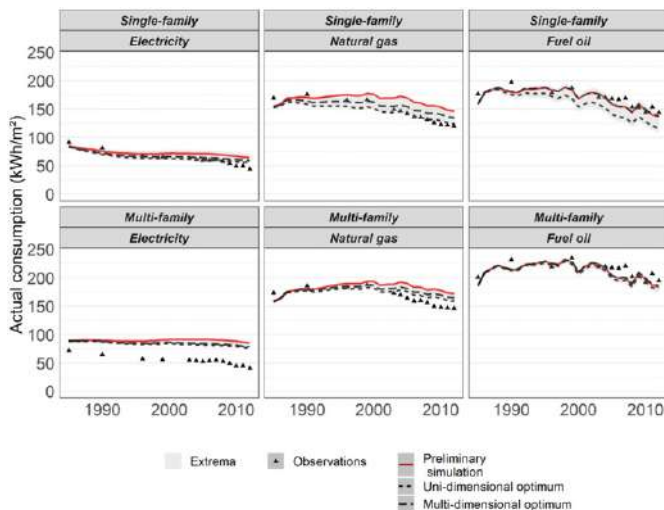 Single-family
Single-family
Single-family
Electricity
Natural gas
Fuel oil
250
200
150
100
50
0
Multi-family
Multi-family
Multi-family
Electricity
Natural gas
Fuel oil
250
200
150
100
50
0
Actual consumption (kWh/m²)
1990
2000
2010
1990
2000
2010
1990
2000
2010
Extrema
Observations
Preliminary
simulation
Uni-dimensional optimum
Multi-dimensional optimum